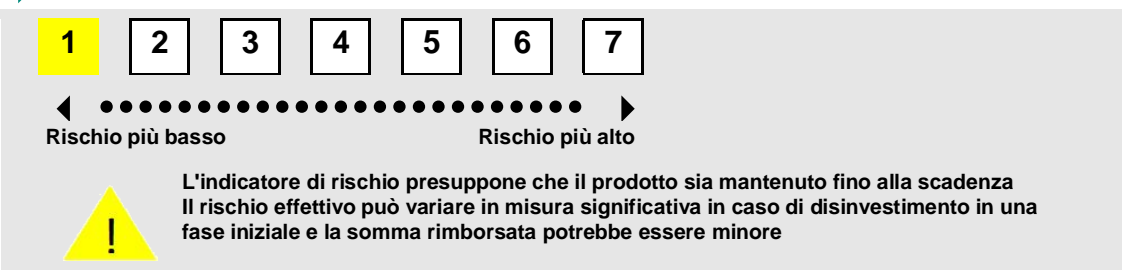 1 2 3 4 5 6 7
Rischio più basso Rischio più alto
L'indicatore di rischio presuppone che il prodotto sia mantenuto fino alla scadenza
Il rischio effettivo può variare in misura significativa in caso di disinvestimento in una
fase iniziale e la somma rimborsata potrebbe essere minore
!